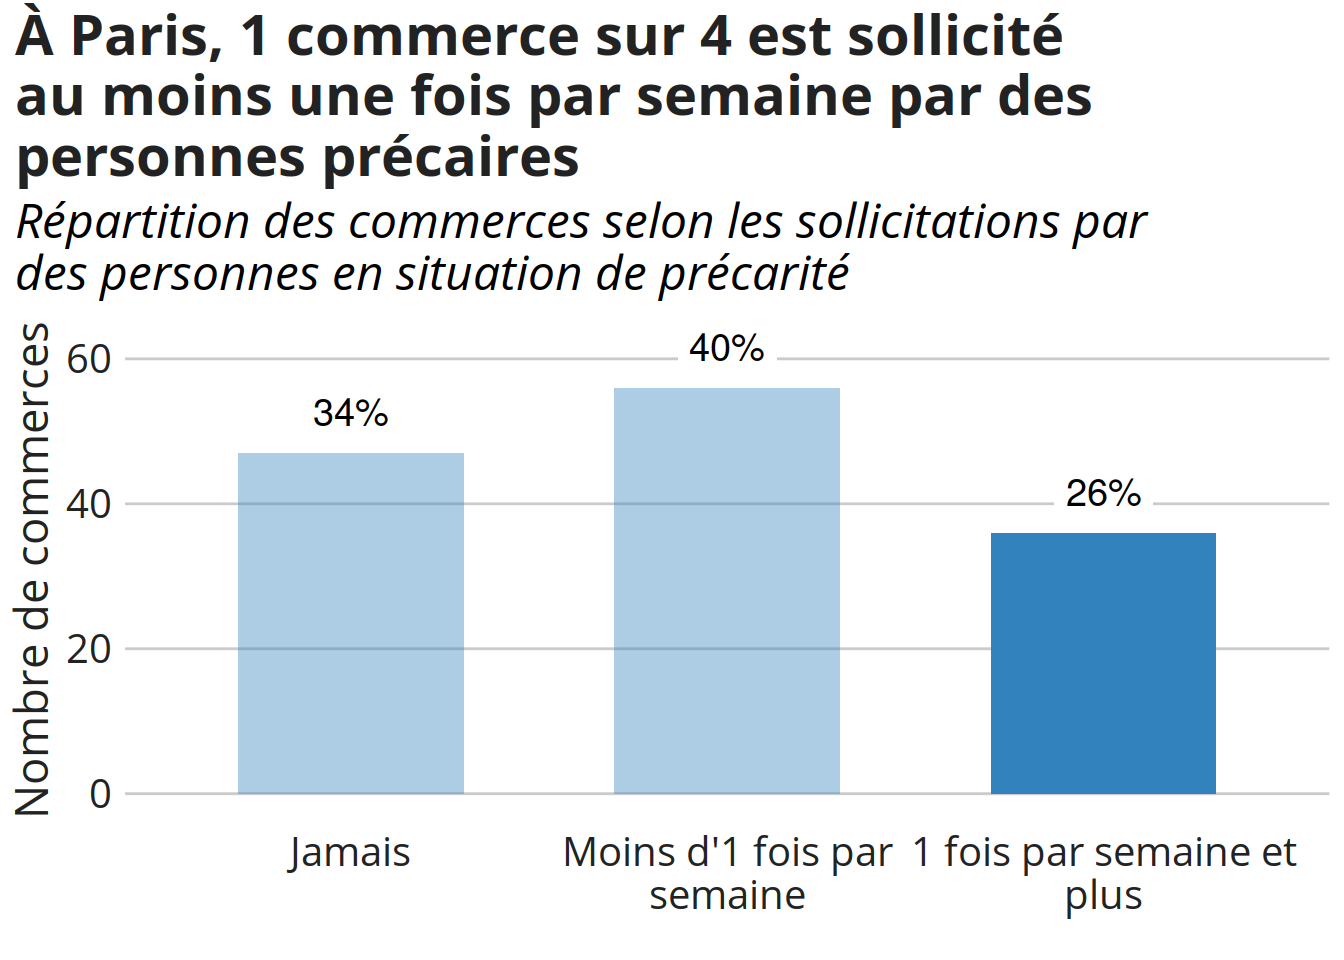 À Paris, 1 commerce sur 4 est sollicité
au moins une fois par semaine par des
personnes précaires
Répartition des commerces selon les sollicitations par
des personnes en situation de précarité
Nombre de commerces
60
40
20
0
34%
40%
26%
Jamais
Moins d'1 fois par
semaine
1 fois par semaine et
plus